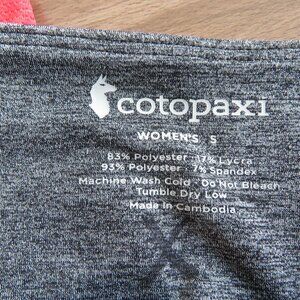 cotopaxi
WOMEN'S S
83% Polyester - 17% Lycra
93% Polyester - 7% Spandex
Machine Wash Cold - Do Not Bleach
Tumble Dry Low
Made in Cambodia